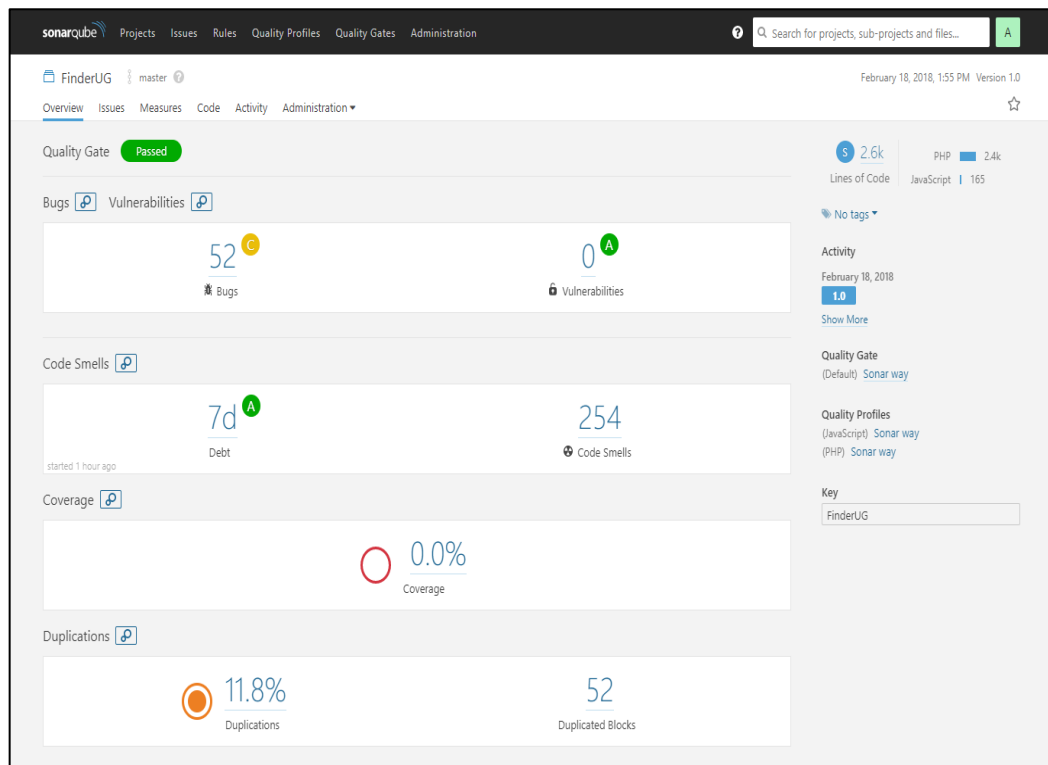 sonarqube Projects Issues Rules Quality Profiles Quality Gates Administration ? Search for projects, sub-projects and files... A
FinderUG master ? February 18, 2018, 1:55 PM Version 1.0
Overview Issues Measures Code Activity Administration
Quality Gate Passed
S 2.6k
Lines of Code
PHP 2.4k
JavaScript 165
Bugs Vulnerabilities
52 C
Bugs
0 A
Vulnerabilities
Code Smells
7d A
Debt
254
Code Smells
started 1 hour ago
Coverage
0.0%
Coverage
Duplications
11.8%
Duplications
52
Duplicated Blocks
No tags
Activity
February 18, 2018
1.0
Show More
Quality Gate
(Default) Sonar way
Quality Profiles
(JavaScript) Sonar way
(PHP) Sonar way
Key
FinderUG